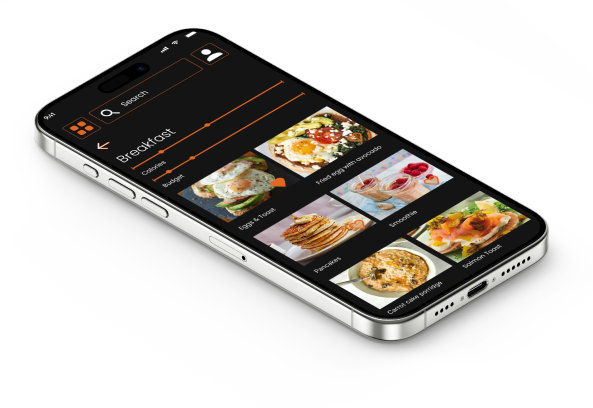 9:41
Search
Breakfast
Calories
Budget
Eggs & Toast
Fried egg with avocado
Pancakes
Smoothie
Carrot cake porridge
Salmon Toast